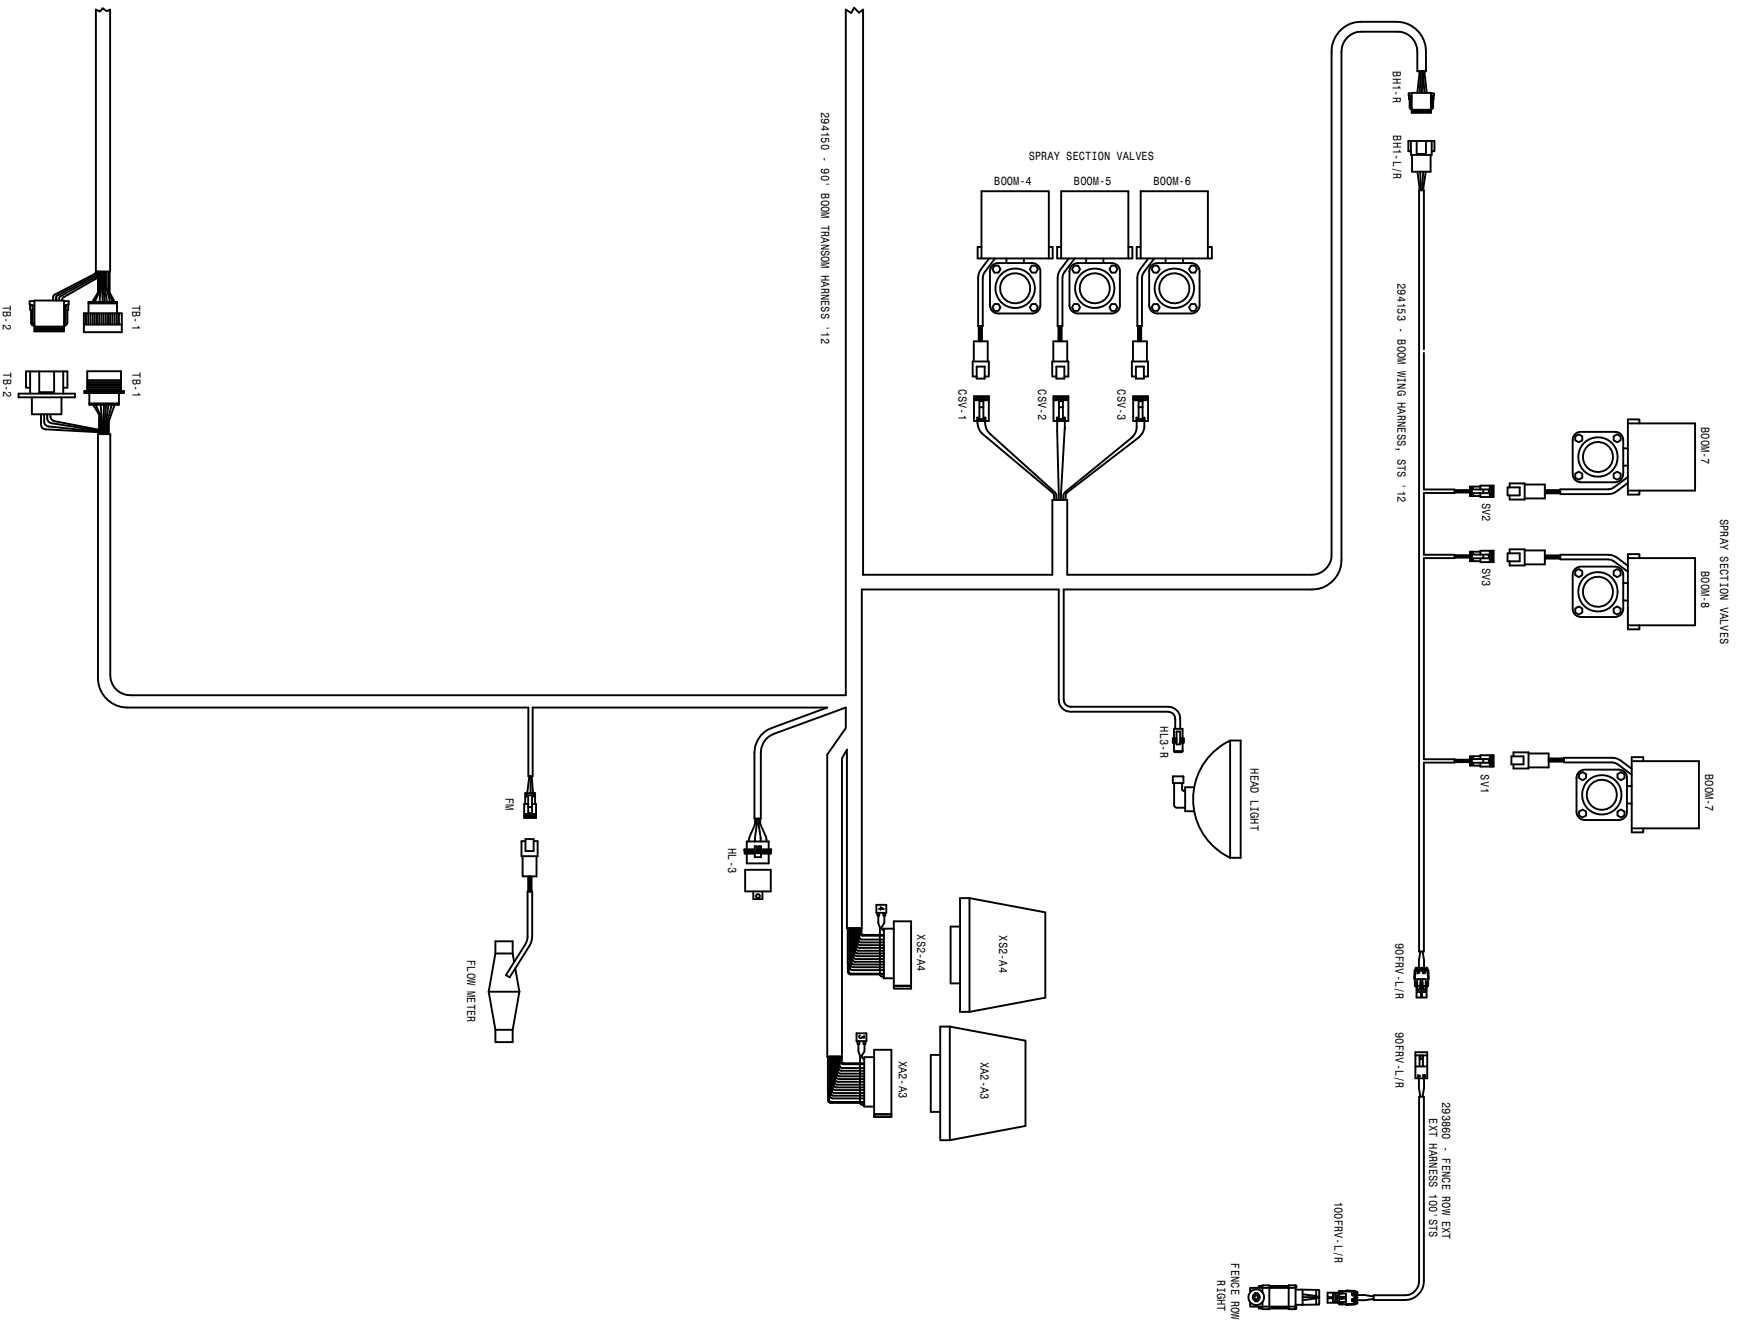 BH1-R
BH1-L/R
294150 - 90' BOOM TRANSOM HARNESS '12
SPRAY SECTION VALVES
BOOM-4
BOOM-5
BOOM-6
CSV-1
CSV-2
CSV-3
294153 - BOOM WING HARNESS, STS '12
BOOM-7
SPRAY SECTION VALVES
BOOM-8
BOOM-7
SV2
SV3
SV1
TB-1
TB-2
TB-1
TB-2
HL3-R
HEAD LIGHT
FM
FLOW METER
HL-3
4
XS2-A4
XS2-A4
3
XA2-A3
XA2-A3
90FRV-L/R
90FRV-L/R
293860 - FENCE ROW EXT
EXT HARNESS 100' STS
100FRV-L/R
FENCE ROW
RIGHT